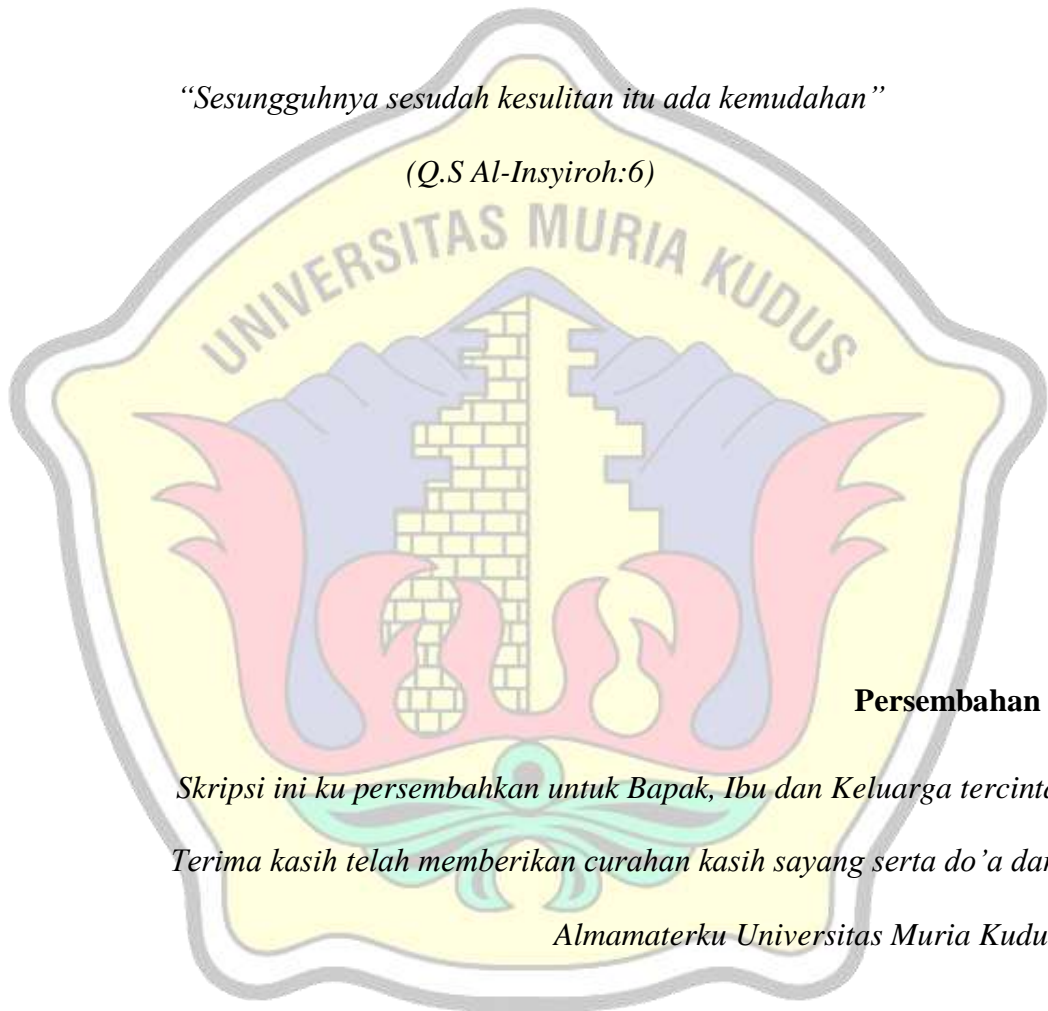 “Sesungguhnya sesudah kesulitan itu ada kemudahan”
(Q.S Al-Insyiroh:6)
UNIVERSITAS MURIA KUDUS
Persembahan
Skripsi ini ku persembahkan untuk Bapak, Ibu dan Keluarga
Terima kasih telah memberikan curahan kasih sayang serta do’a
Almamaterku Universitas Muria